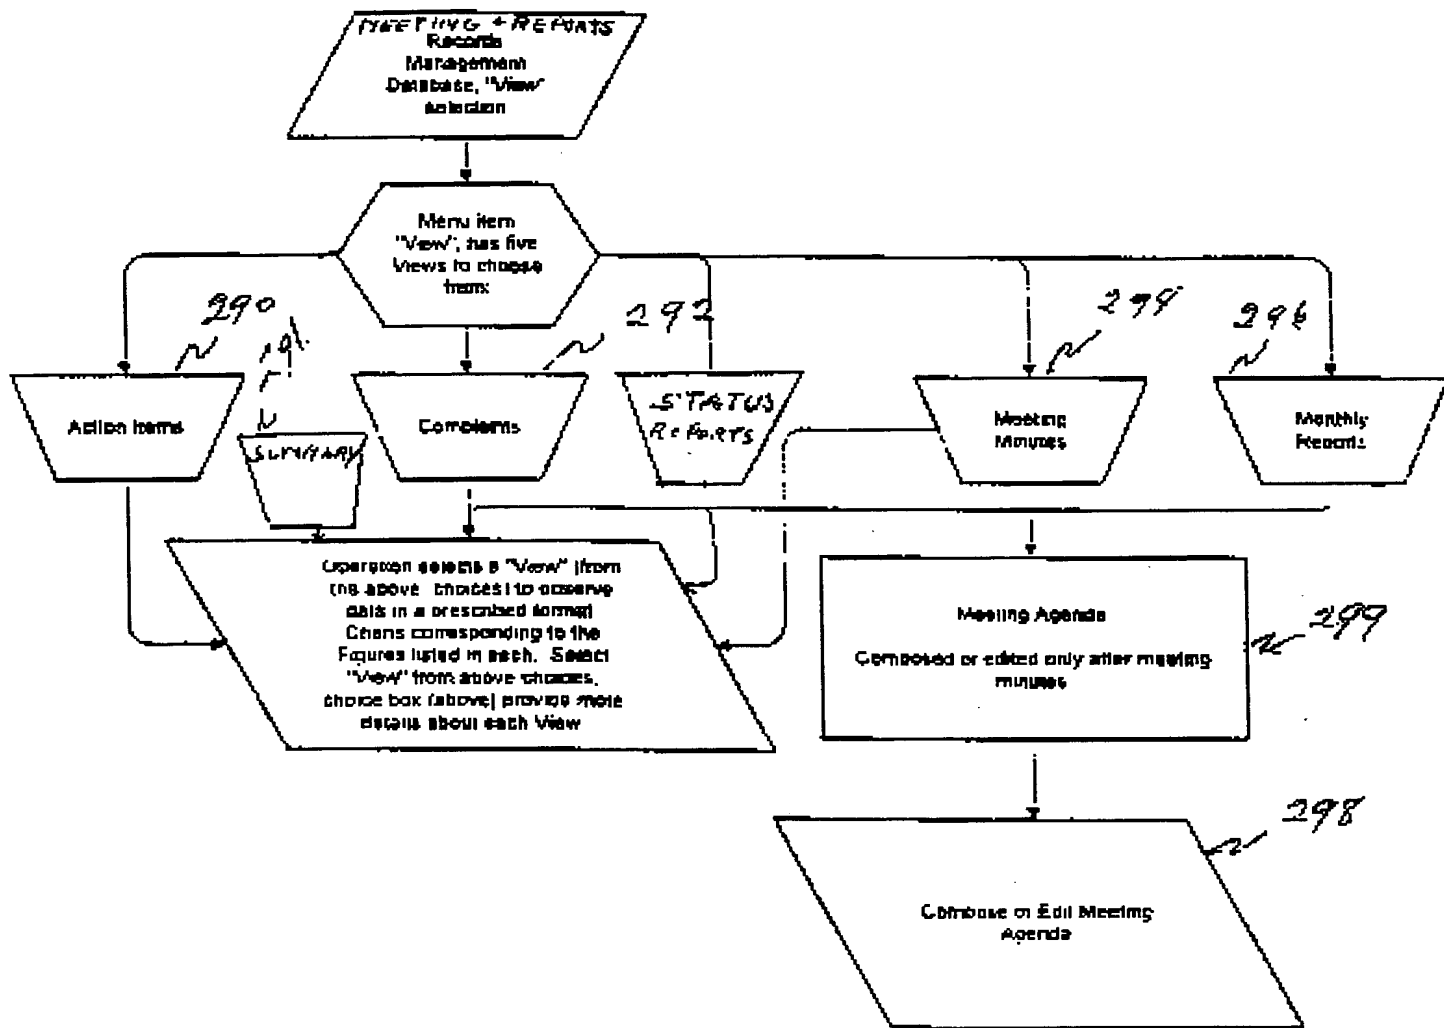 MEETING + REPORTS
Records
Management
Database, "View"
selection
Menu item
"View", has five
Views to choose
from:
290
292
294
296
Action Items
SUMMARY
Complaints
STATUS
REPORTS
Meeting
Minutes
Monthly
Reports
Operation selects a "View" (from
the above choices) to observe
data in a prescribed format
Charts corresponding to the
Figures listed in each. Select
"View" from above choices,
choice box (above) provide more
details about each View
Meeting Agenda
Composed or edited only after meeting
minutes
299
298
Compose or Edit Meeting
Agenda